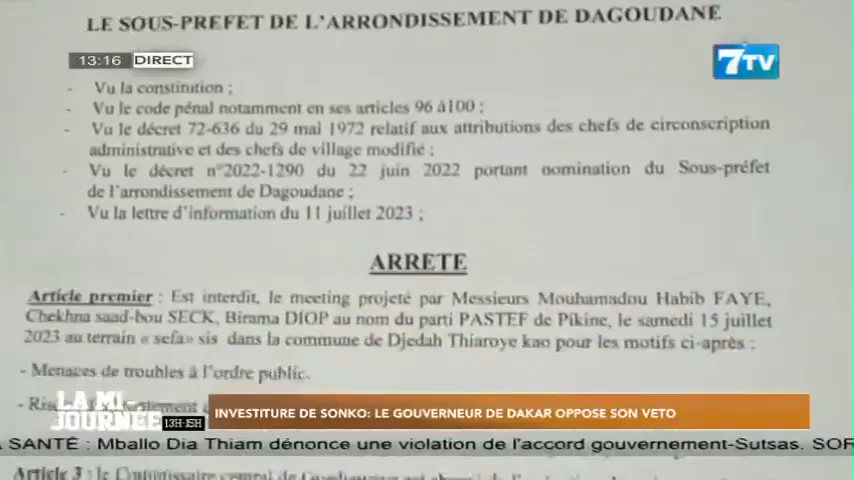 LE SOUS-PREFET DE L'ARRONDISSEMENT DE DAGOUDANE
13:16 DIRECT
7TV
- Vu la constitution ;
- Vu le code pénal notamment en ses articles 96 à100 ;
- Vu le décret 72-636 du 29 mai 1972 relatif aux attributions des chefs de circonscription
administrative et des chefs de village modifié ;
- Vu le décret n°2022-1290 du 22 juin 2022 portant nomination du Sous-préfet
de l'arrondissement de Dagoudane ;
- Vu la lettre d'information du 11 juillet 2023 ;
ARRETE
Article premier : Est interdit, le meeting projeté par Messieurs Mouhamadou Habib FAYE,
Chekhna saad-bou SECK, Birama DIOP au nom du parti PASTEF de Pikine, le samedi 15 juillet
2023 au terrain « sefa» sis dans la commune de Djedah Thiaroye kao pour les motifs ci-après :
- Menaces de troubles à l'ordre public.
LA MI-
JOURNÉE 13H-15H
INVESTITURE DE SONKO: LE GOUVERNEUR DE DAKAR OPPOSE SON VETO
A SANTÉ : Mballo Dia Thiam dénonce une violation de l'accord gouvernement-Sutsas. SOR
Article 3 : le Commissaire central de